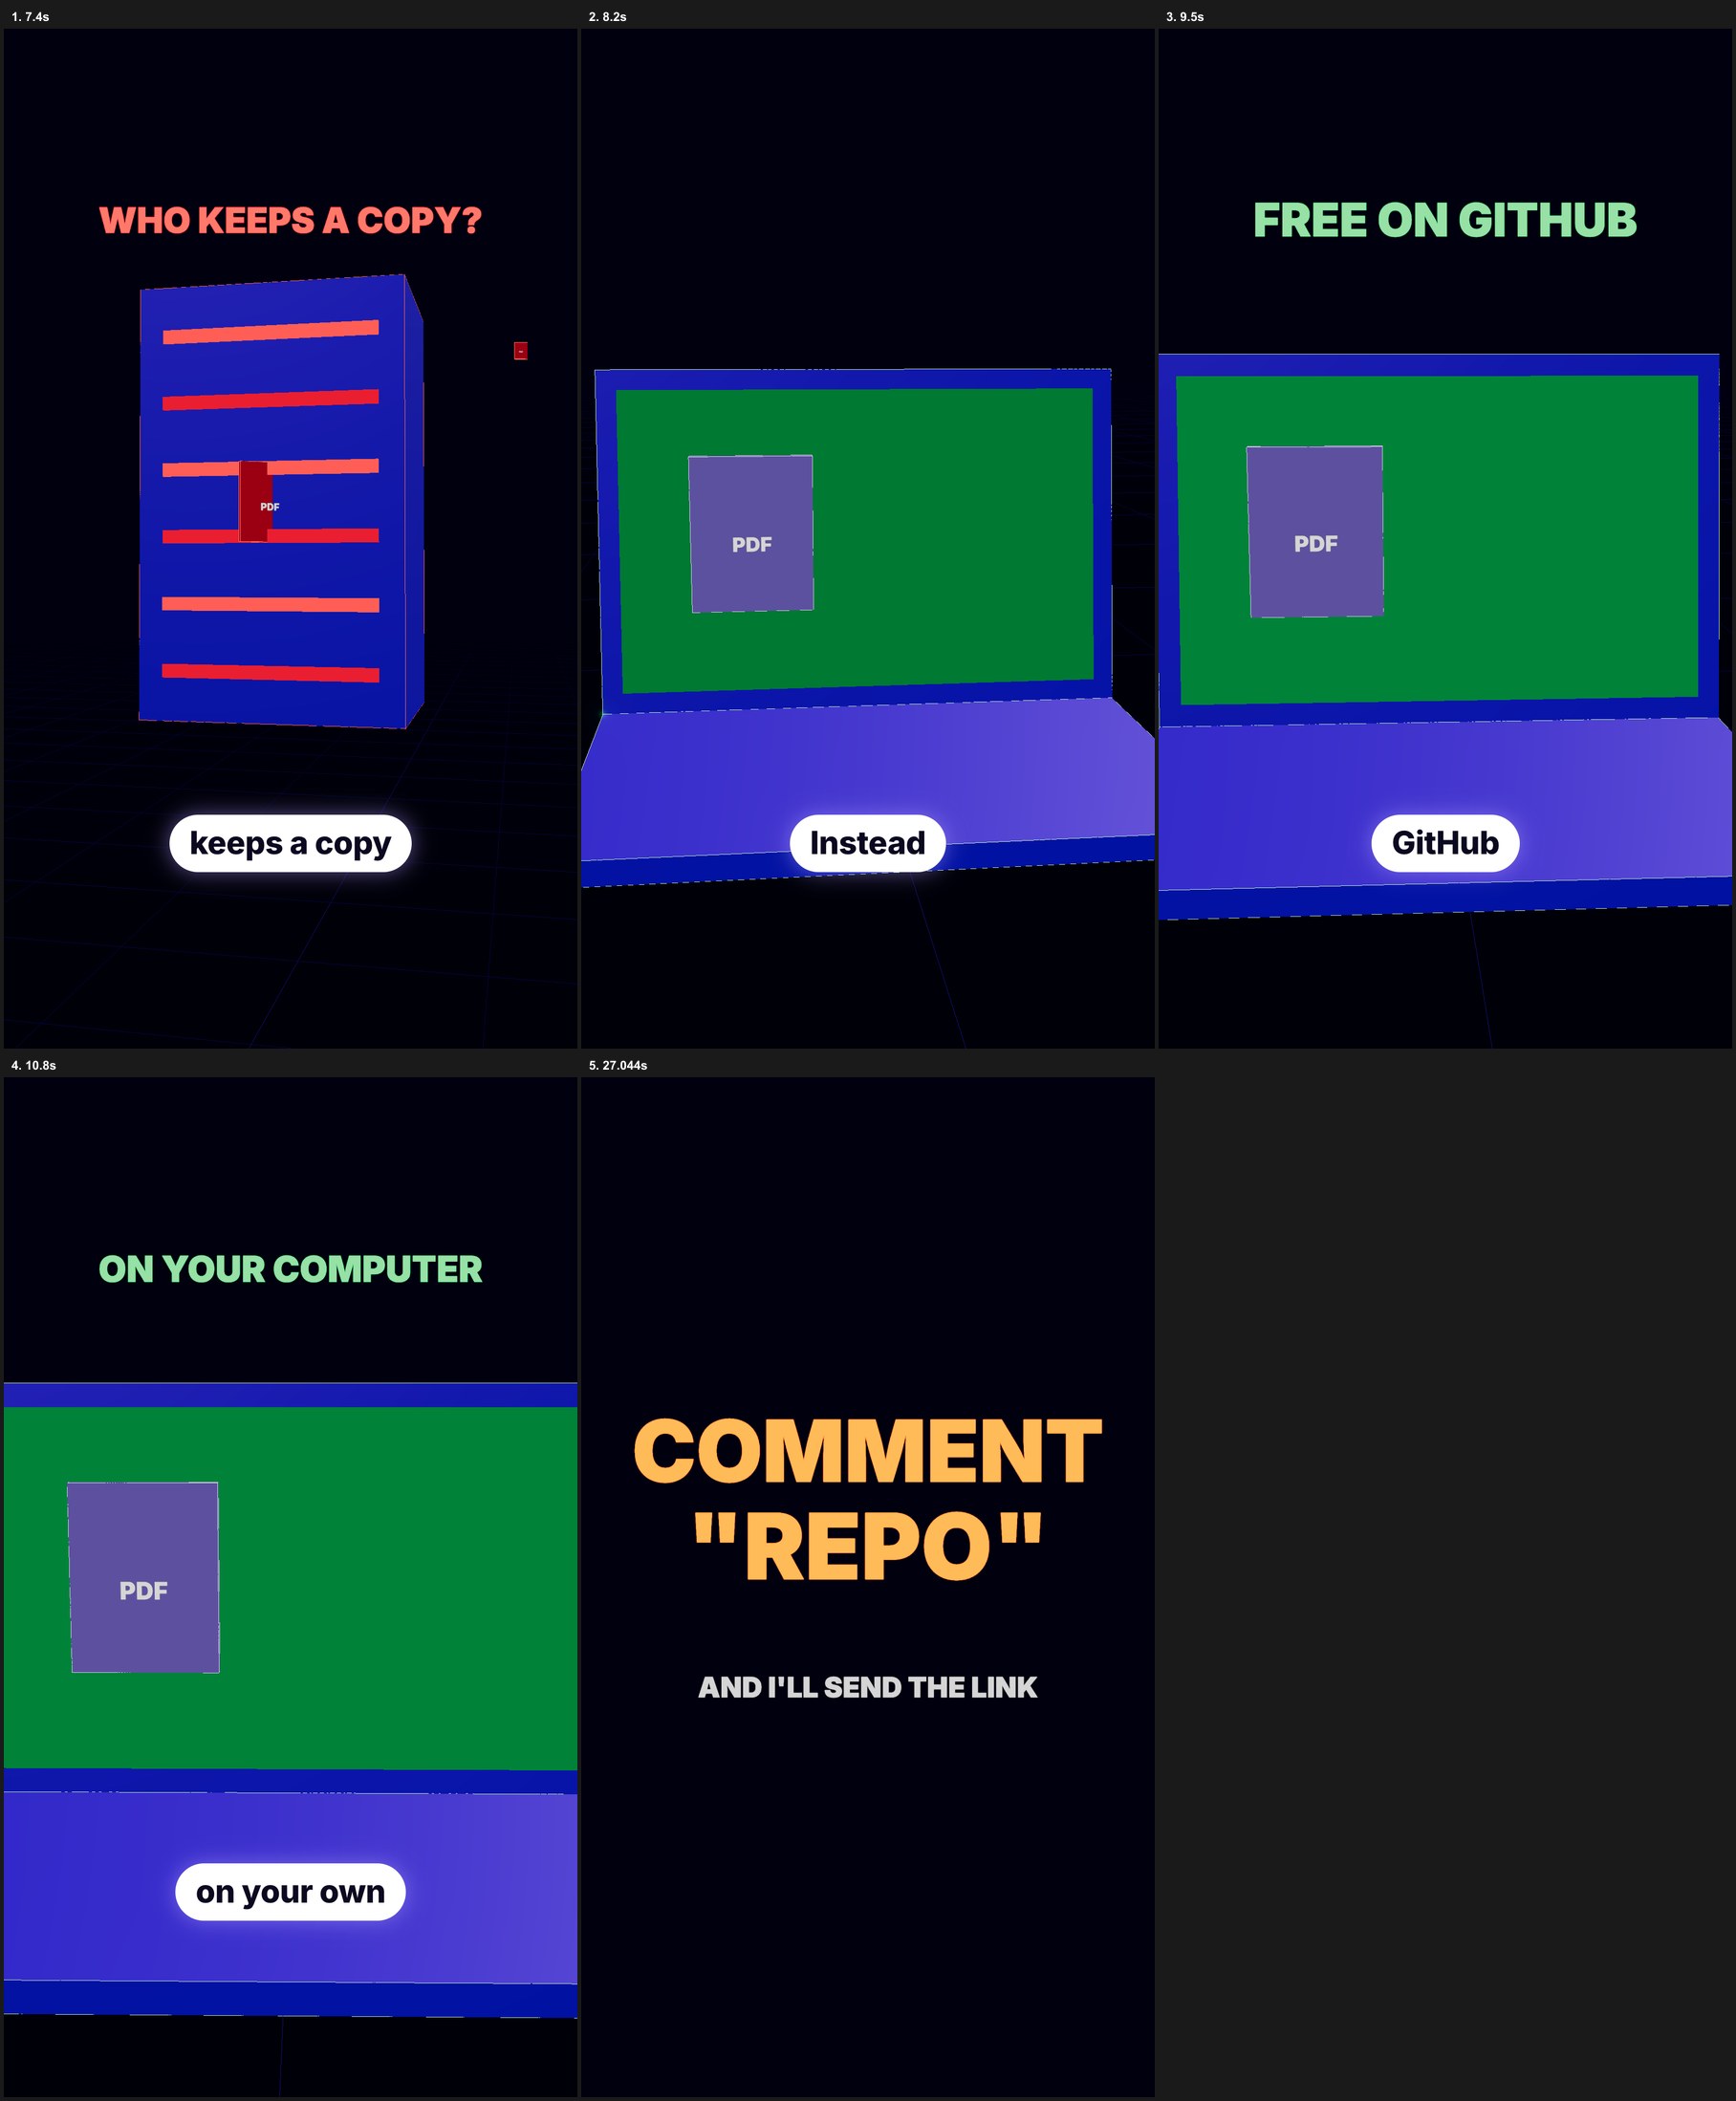 1. 7.4s
WHO KEEPS A COPY?
PDF
keeps a copy
2. 8.2s
PDF
Instead
3. 9.5s
FREE ON GITHUB
PDF
GitHub
4. 10.8s
ON YOUR COMPUTER
PDF
on your own
5. 27.044s
COMMENT
"REPO"
AND I'LL SEND THE LINK